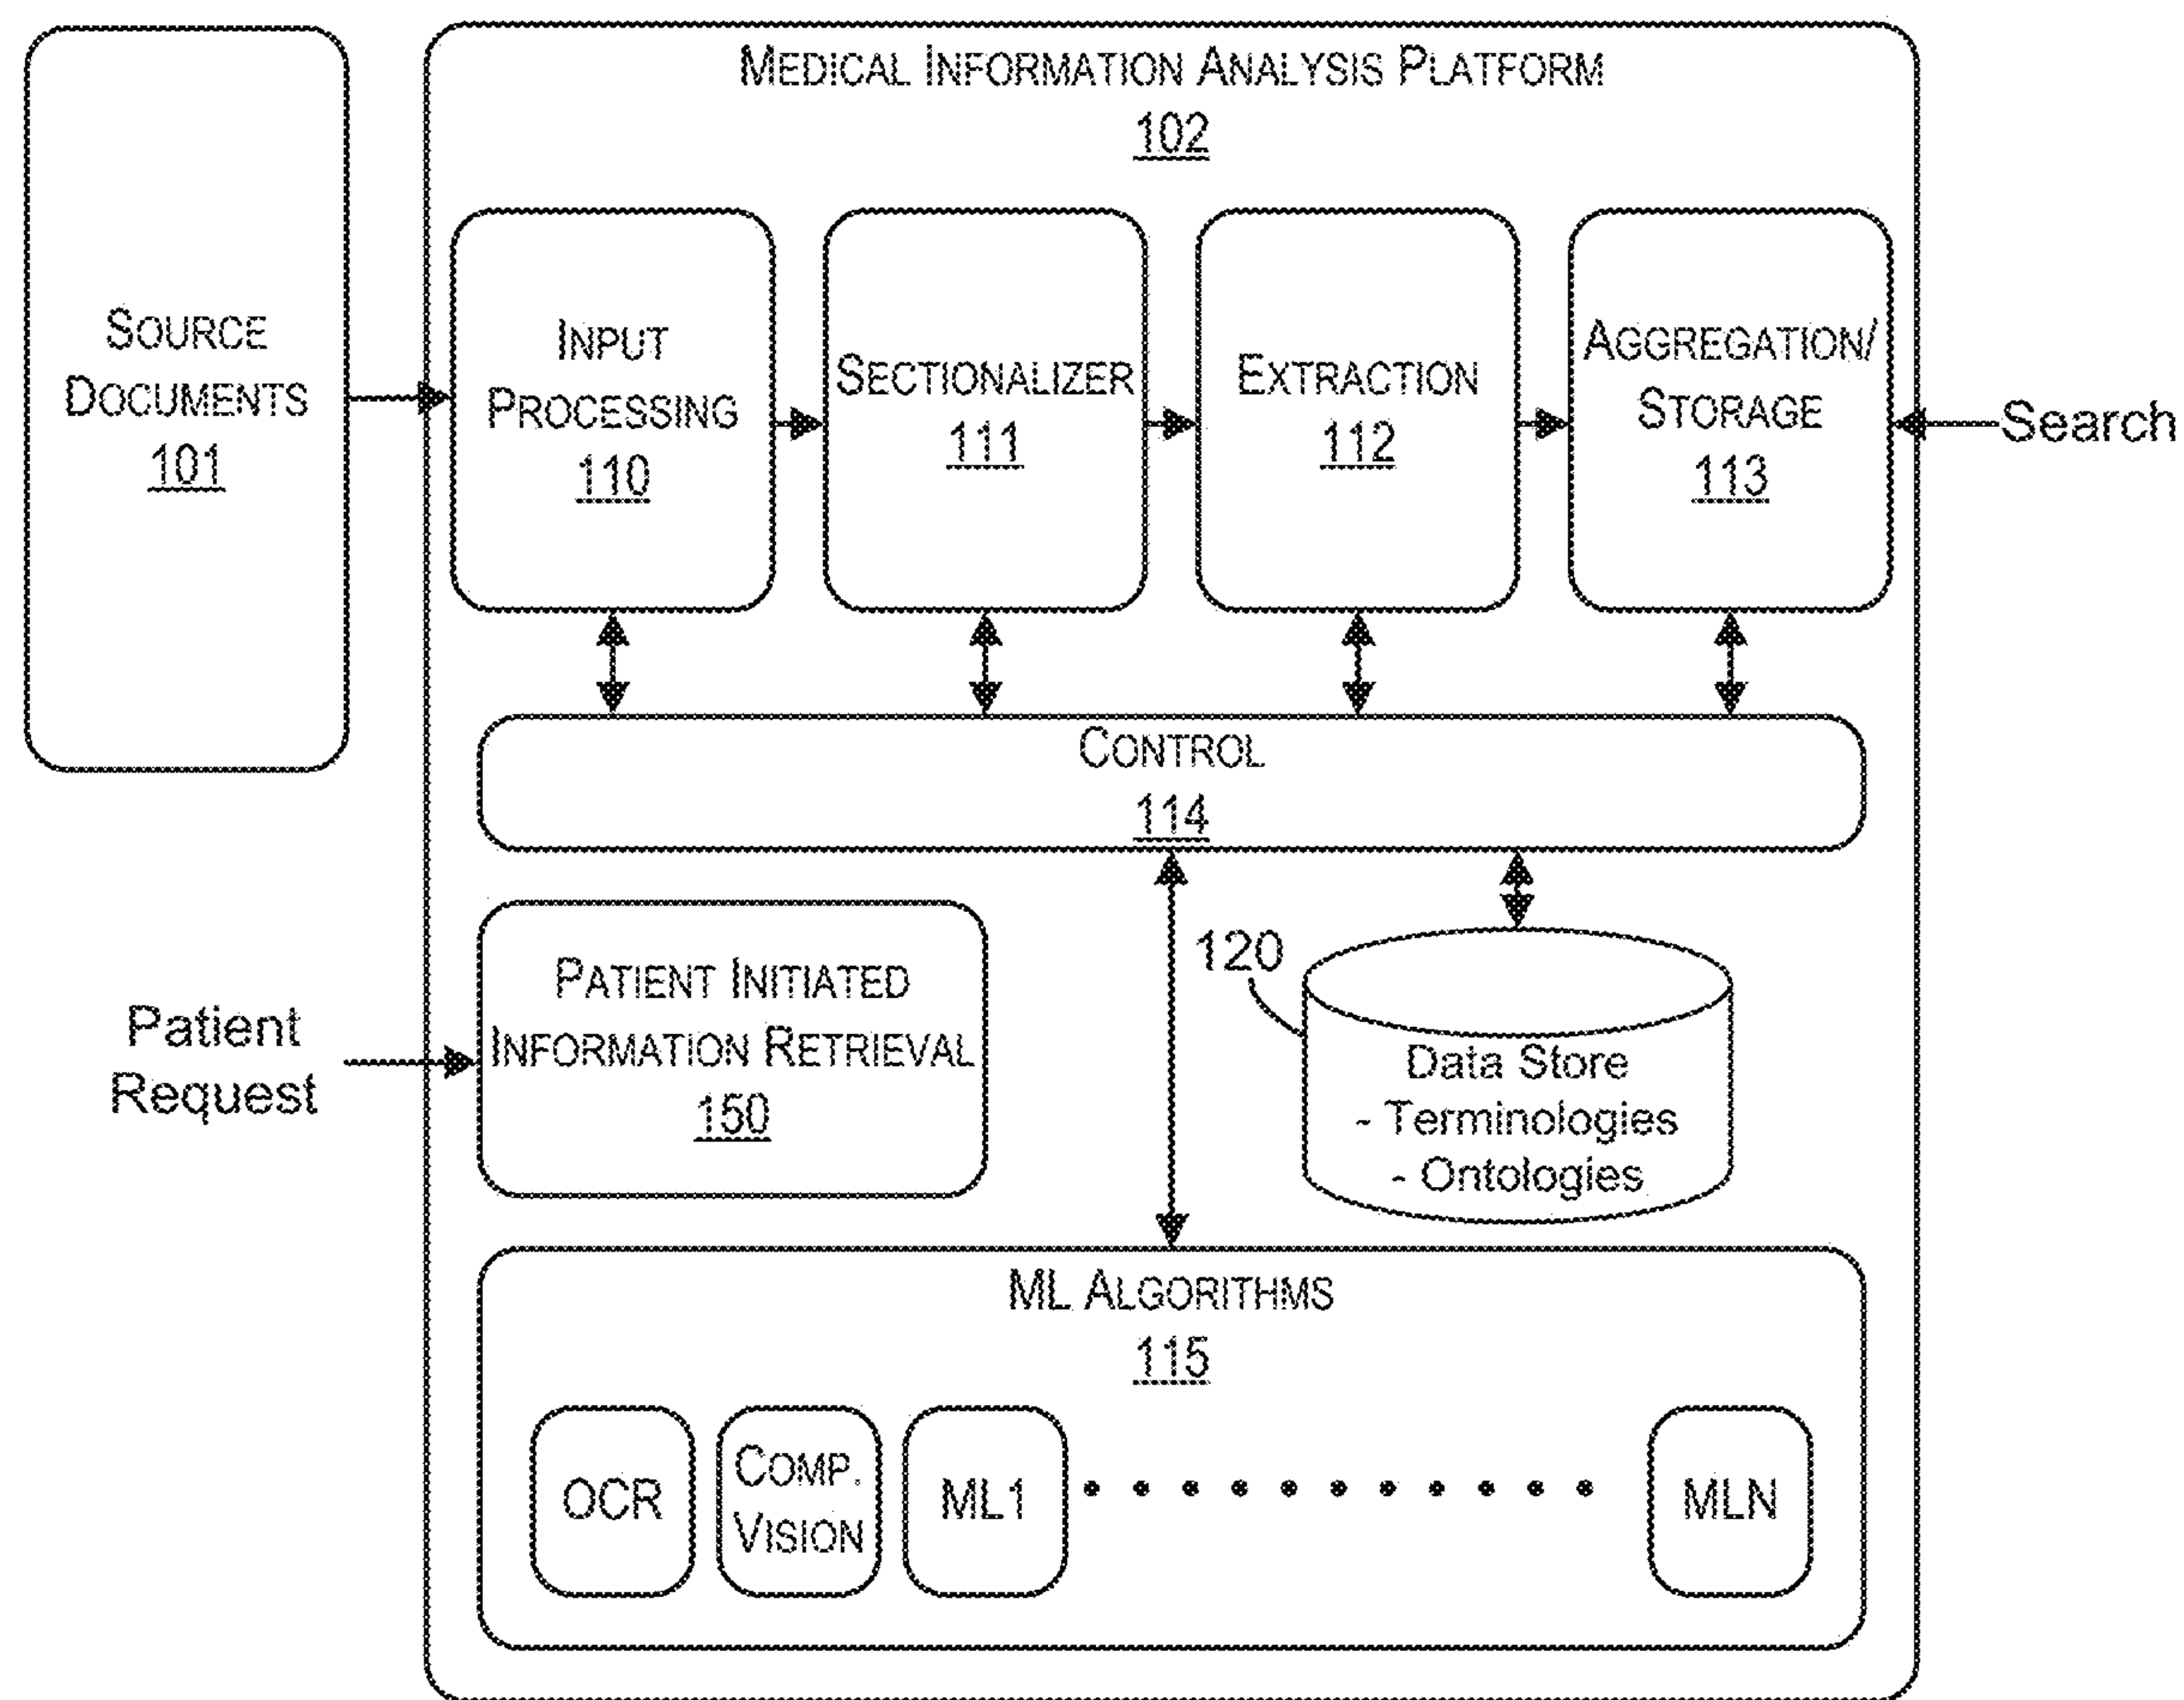 MEDICAL INFORMATION ANALYSIS PLATFORM
102
SOURCE
DOCUMENTS
101
INPUT
PROCESSING
110
SECTIONALIZER
111
EXTRACTION
112
AGGREGATION/
STORAGE
113
Search
CONTROL
114
Patient
Request
PATIENT INITIATED
INFORMATION RETRIEVAL
150
120
Data Store
- Terminologies
- Ontologies
ML ALGORITHMS
115
OCR
COMP.
VISION
ML1
MLN